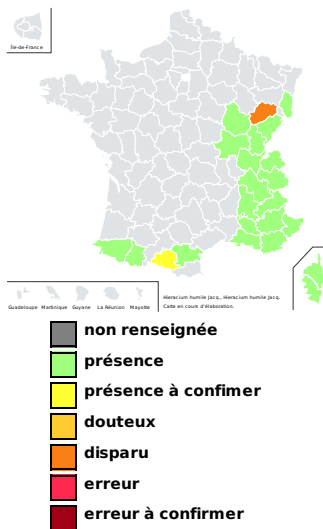 Île-de-France
Guadeloupe Martinique Guyane La Réunion Mayotte
Hieracium humile Jacq., Hieracium humile Jacq.
Carte en cours d'élaboration.
non renseignée
présence
présence à confimer
douteux
disparu
erreur
erreur à confirmer